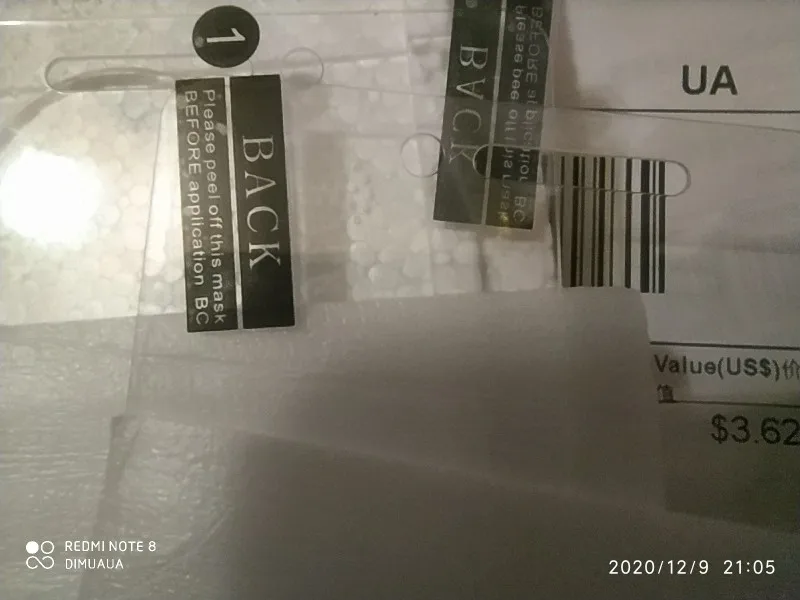 1
BACK
Please peel off this mask
BEFORE application BC
BACK
Please peel off this mask
BEFORE application BC
UA
Value(US$)价
值
$3.62
REDMI NOTE 8
DIMUAUA
2020/12/9 21:05